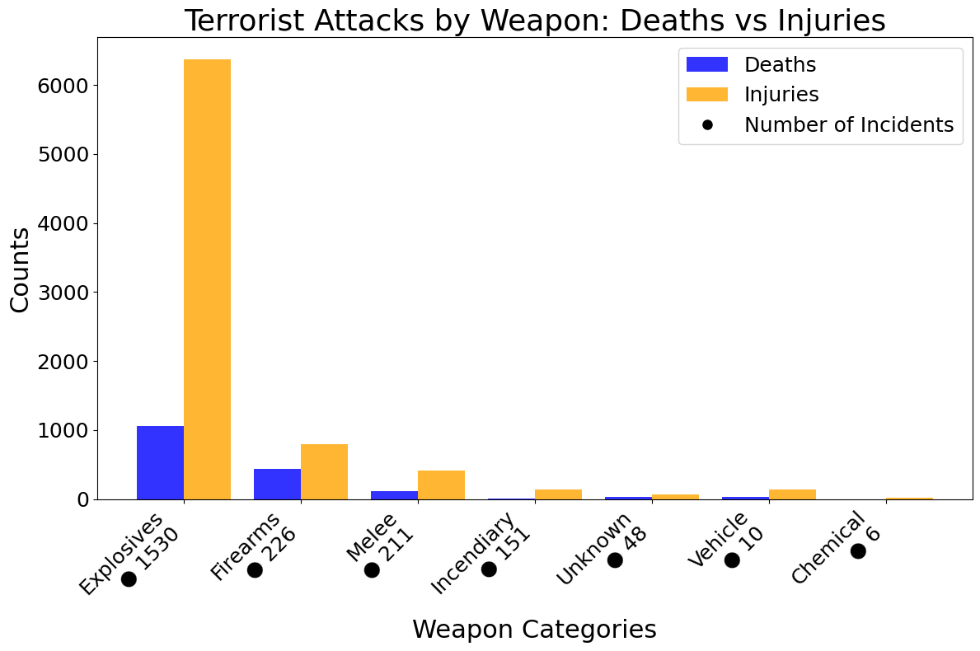 Terrorist Attacks by Weapon: Deaths vs Injuries
Deaths
Injuries
Number of Incidents
Counts
6000
5000
4000
3000
2000
1000
0
Explosives
● 1530
Firearms
● 226
Melee
● 211
Incendiary
● 151
Unknown
● 48
Vehicle
● 10
Chemical
● 6
Weapon Categories